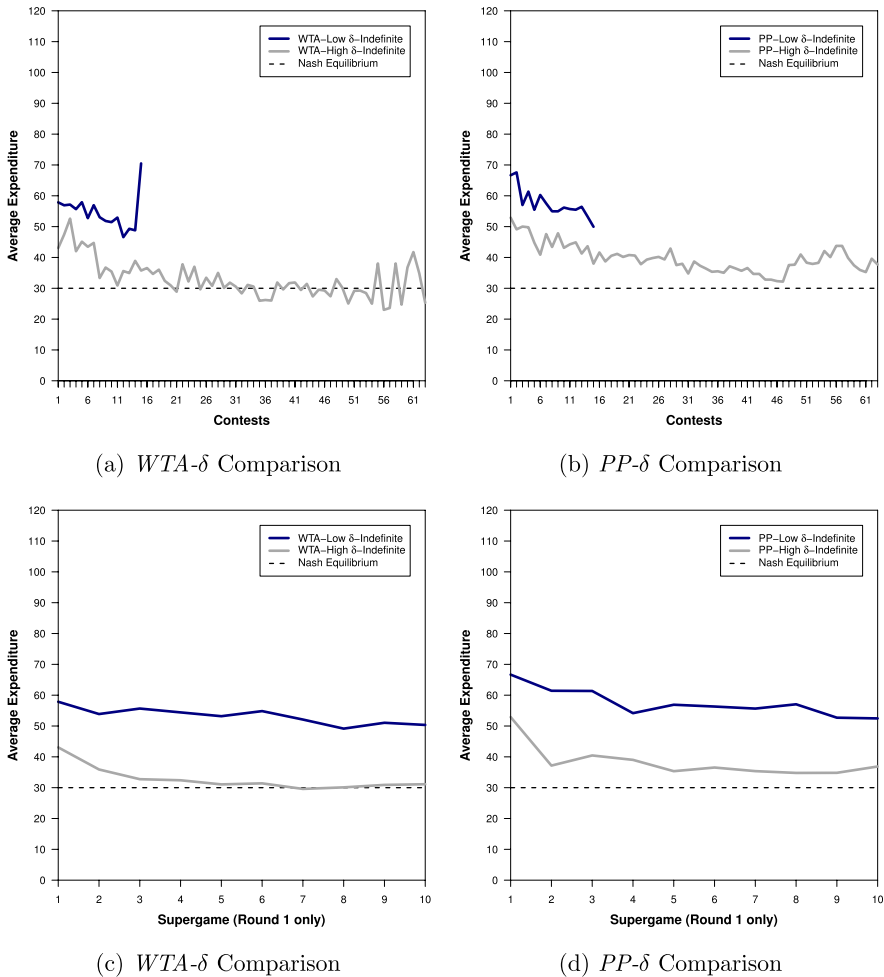 120
110
100
90
80
70
60
50
40
30
20
10
0
Average Expenditure
WTA−Low δ−Indefinite
WTA−High δ−Indefinite
Nash Equilibrium
1 6 11 16 21 26 31 36 41 46 51 56 61
Contests
(a) WTA-δ Comparison
120
110
100
90
80
70
60
50
40
30
20
10
0
Average Expenditure
PP−Low δ−Indefinite
PP−High δ−Indefinite
Nash Equilibrium
1 6 11 16 21 26 31 36 41 46 51 56 61
Contests
(b) PP-δ Comparison
120
110
100
90
80
70
60
50
40
30
20
10
0
Average Expenditure
WTA−Low δ−Indefinite
WTA−High δ−Indefinite
Nash Equilibrium
1 2 3 4 5 6 7 8 9 10
Supergame (Round 1 only)
(c) WTA-δ Comparison
120
110
100
90
80
70
60
50
40
30
20
10
0
Average Expenditure
PP−Low δ−Indefinite
PP−High δ−Indefinite
Nash Equilibrium
1 2 3 4 5 6 7 8 9 10
Supergame (Round 1 only)
(d) PP-δ Comparison